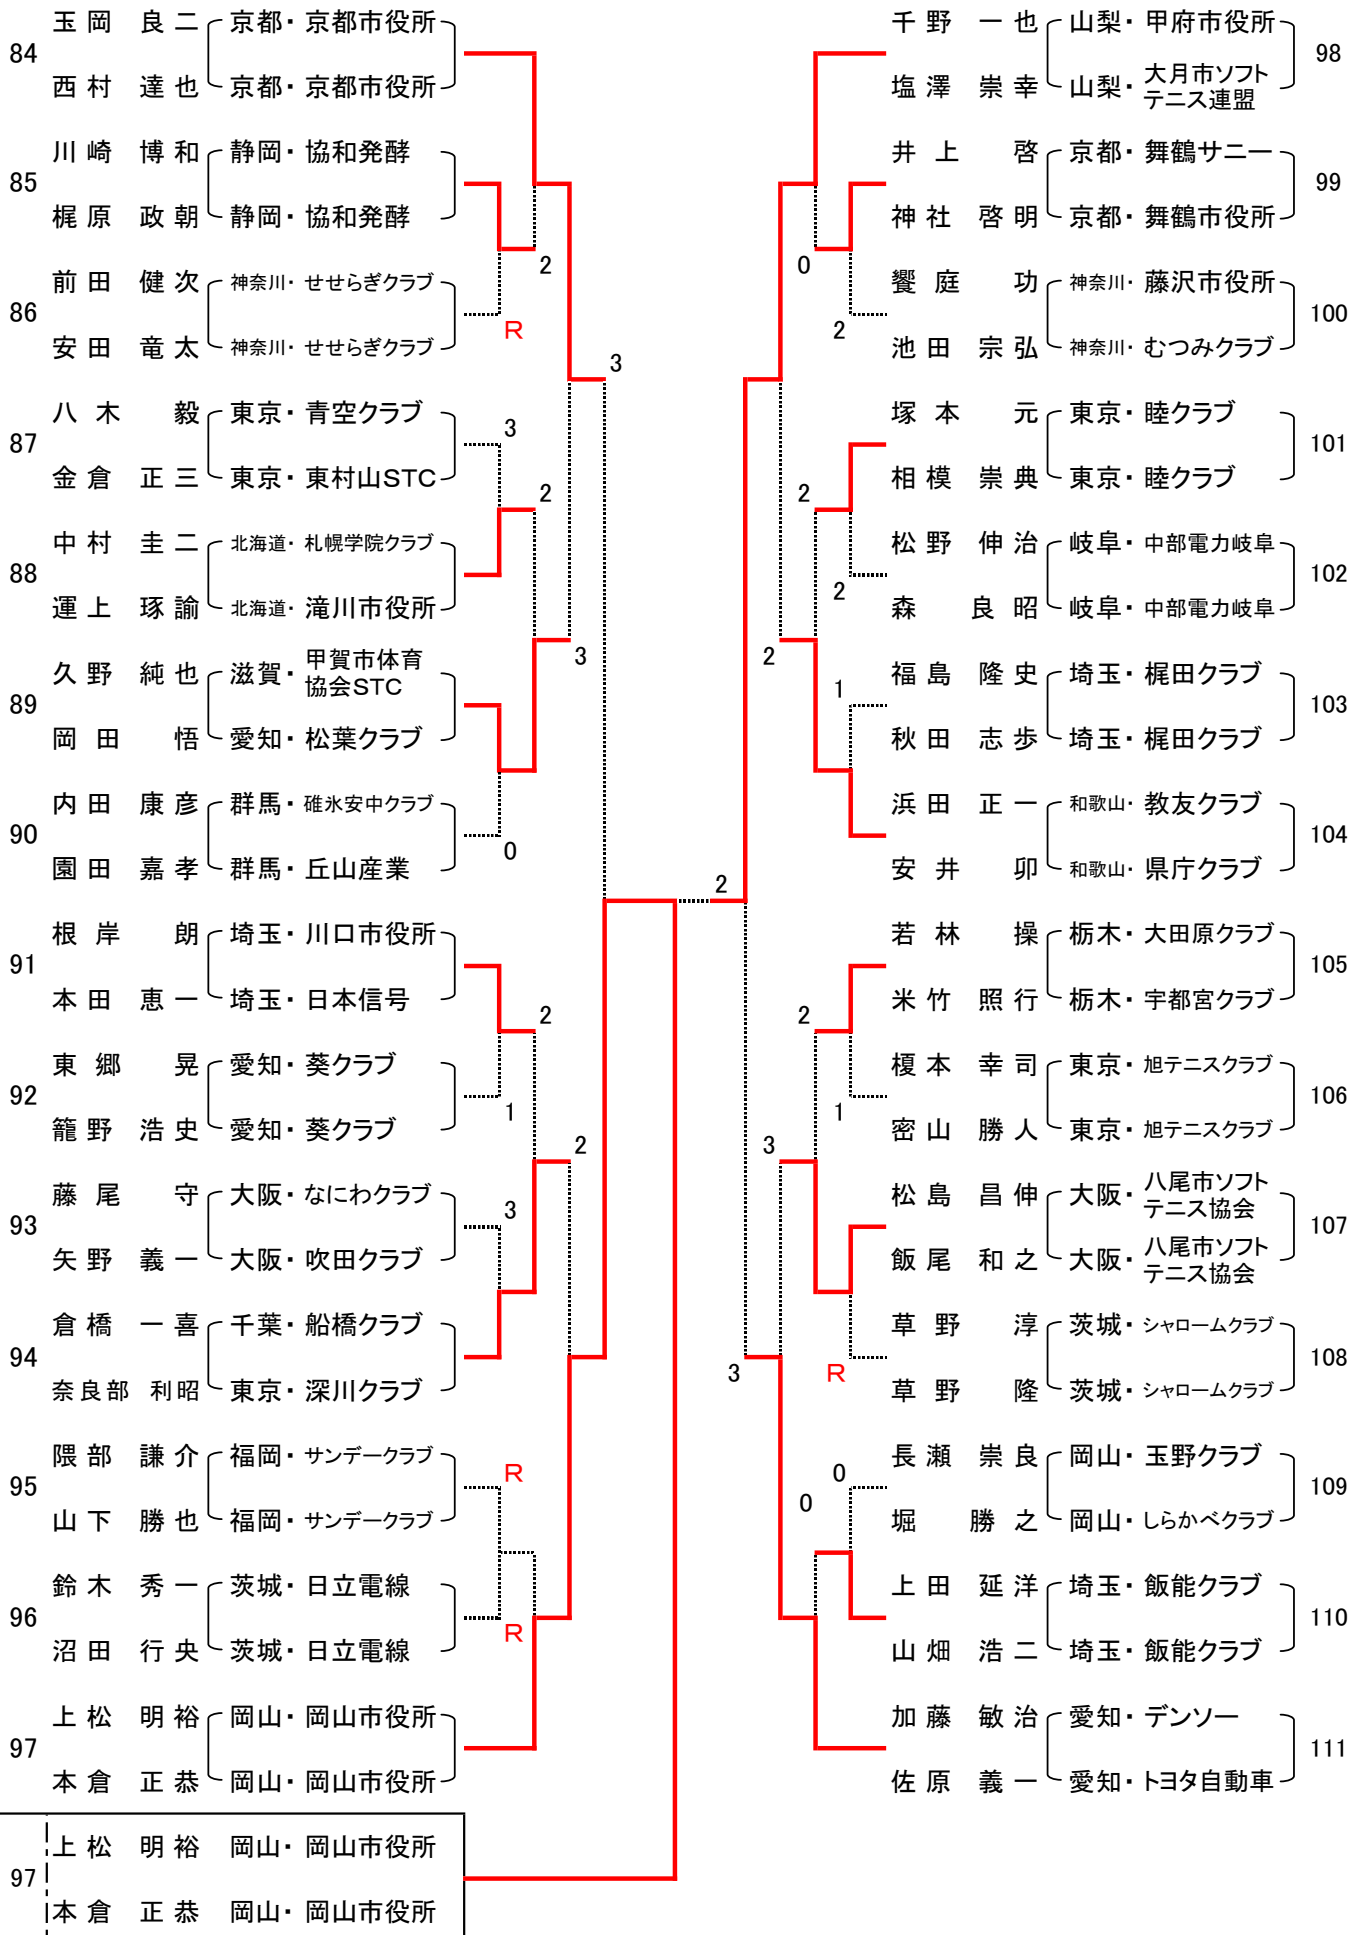 84
玉岡 良二 京都・京都市役所
西村 達也 京都・京都市役所
85
川崎 博和 静岡・協和発酵
梶原 政朝 静岡・協和発酵
2
86
前田 健次 神奈川・せせらぎクラブ
安田 竜太 神奈川・せせらぎクラブ
R
3
87
八木 毅 東京・青空クラブ
金倉 正三 東京・東村山STC
3
2
88
中村 圭二 北海道・札幌学院クラブ
運上 琢諭 北海道・滝川市役所
3
89
久野 純也 滋賀・甲賀市体育
協会STC
岡田 悟 愛知・松葉クラブ
90
内田 康彦 群馬・碓氷安中クラブ
園田 嘉孝 群馬・丘山産業
0
2
91
根岸 朗 埼玉・川口市役所
本田 恵一 埼玉・日本信号
2
92
東郷 晃 愛知・葵クラブ
籠野 浩史 愛知・葵クラブ
1
2
93
藤尾 守 大阪・なにわクラブ
矢野 義一 大阪・吹田クラブ
3
94
倉橋 一喜 千葉・船橋クラブ
奈良部 利昭 東京・深川クラブ
95
隈部 謙介 福岡・サンデークラブ
山下 勝也 福岡・サンデークラブ
R
96
鈴木 秀一 茨城・日立電線
沼田 行央 茨城・日立電線
R
97
上松 明裕 岡山・岡山市役所
本倉 正恭 岡山・岡山市役所
97
上松 明裕 岡山・岡山市役所
本倉 正恭 岡山・岡山市役所
千野 一也 山梨・甲府市役所
塩澤 崇幸 山梨・大月市ソフト
テニス連盟
98
井上 啓 京都・舞鶴サニー
神社 啓明 京都・舞鶴市役所
99
0
饗庭 功 神奈川・藤沢市役所
池田 宗弘 神奈川・むつみクラブ
100
2
塚本 元 東京・睦クラブ
相模 崇典 東京・睦クラブ
101
2
松野 伸治 岐阜・中部電力岐阜
森 良昭 岐阜・中部電力岐阜
102
2
2
福島 隆史 埼玉・梶田クラブ
秋田 志歩 埼玉・梶田クラブ
103
1
浜田 正一 和歌山・教友クラブ
安井 卯 和歌山・県庁クラブ
104
若林 操 栃木・大田原クラブ
米竹 照行 栃木・宇都宮クラブ
105
2
榎本 幸司 東京・旭テニスクラブ
密山 勝人 東京・旭テニスクラブ
106
1
3
松島 昌伸 大阪・八尾市ソフト
テニス協会
飯尾 和之 大阪・八尾市ソフト
テニス協会
107
草野 淳 茨城・シャロームクラブ
草野 隆 茨城・シャロームクラブ
108
R
3
長瀬 崇良 岡山・玉野クラブ
堀 勝之 岡山・しらかべクラブ
109
0
0
上田 延洋 埼玉・飯能クラブ
山畑 浩二 埼玉・飯能クラブ
110
加藤 敏治 愛知・デンソー
佐原 義一 愛知・トヨタ自動車
111